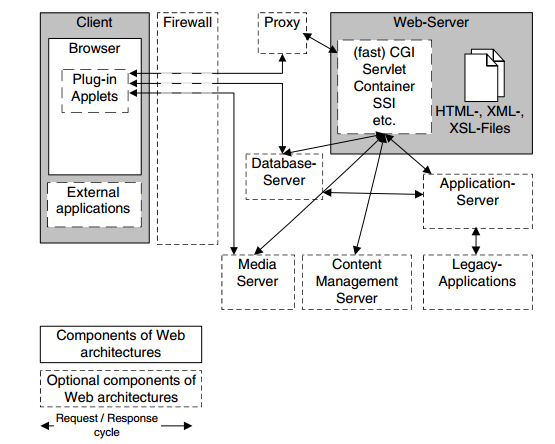 Client
Firewall
Proxy
Web-Server
Browser
Plug-in
Applets
External
applications
(fast) CGI
Servlet
Container
SSI
etc.
HTML-, XML-,
XSL-Files
Database-
Server
Application-
Server
Media
Server
Content
Management
Server
Legacy-
Applications
Components of Web
architectures
Optional components of
Web architectures
Request / Response
cycle